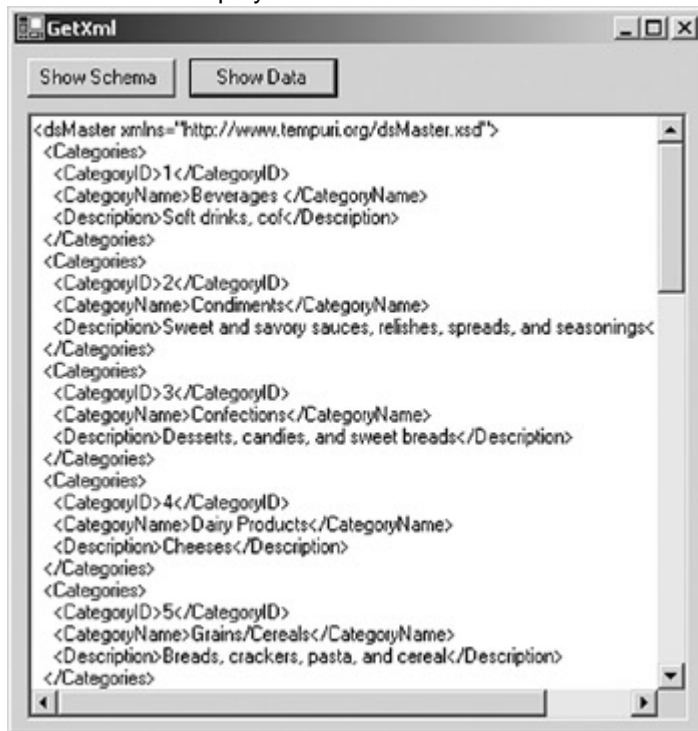 GetXml
Show Schema Show Data
<dsMaster xmlns="http://www.tempuri.org/dsMaster.xsd">
<Categories>
<CategoryID>1</CategoryID>
<CategoryName>Beverages </CategoryName>
<Description>Soft drinks, cof</Description>
</Categories>
<Categories>
<CategoryID>2</CategoryID>
<CategoryName>Condiments</CategoryName>
<Description>Sweet and savory sauces, relishes, spreads, and seasonings<
</Categories>
<Categories>
<CategoryID>3</CategoryID>
<CategoryName>Confections</CategoryName>
<Description>Desserts, candies, and sweet breads</Description>
</Categories>
<Categories>
<CategoryID>4</CategoryID>
<CategoryName>Dairy Products</CategoryName>
<Description>Cheeses</Description>
</Categories>
<Categories>
<CategoryID>5</CategoryID>
<CategoryName>Grains/Cereals</CategoryName>
<Description>Breads, crackers, pasta, and cereal</Description>
</Categories>